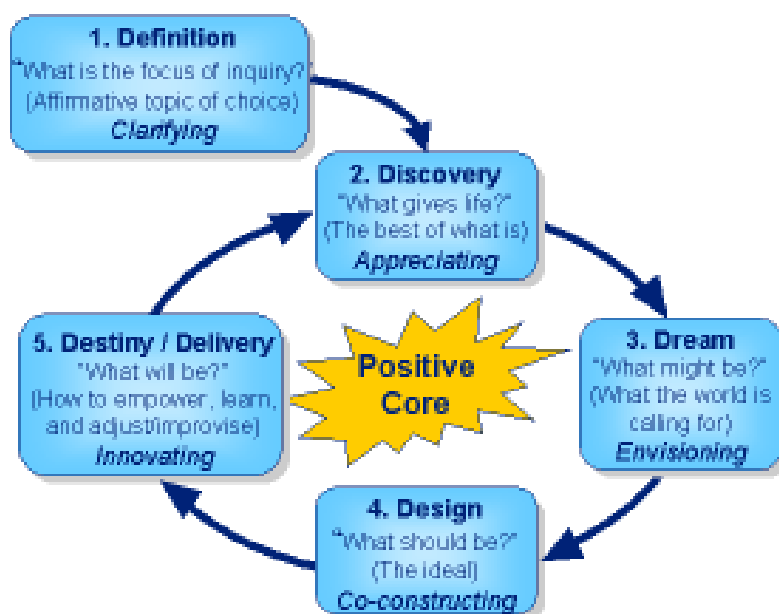 1. Definition
"What is the focus of inquiry?"
(Affirmative topic of choice)
Clarifying
2. Discovery
"What gives life?"
(The best of what is)
Appreciating
3. Dream
"What might be?"
(What the world is
calling for)
Envisioning
4. Design
"What should be?"
(The ideal)
Co-constructing
5. Destiny / Delivery
"What will be?"
(How to empower, learn,
and adjust/improvise)
Innovating
Positive
Core